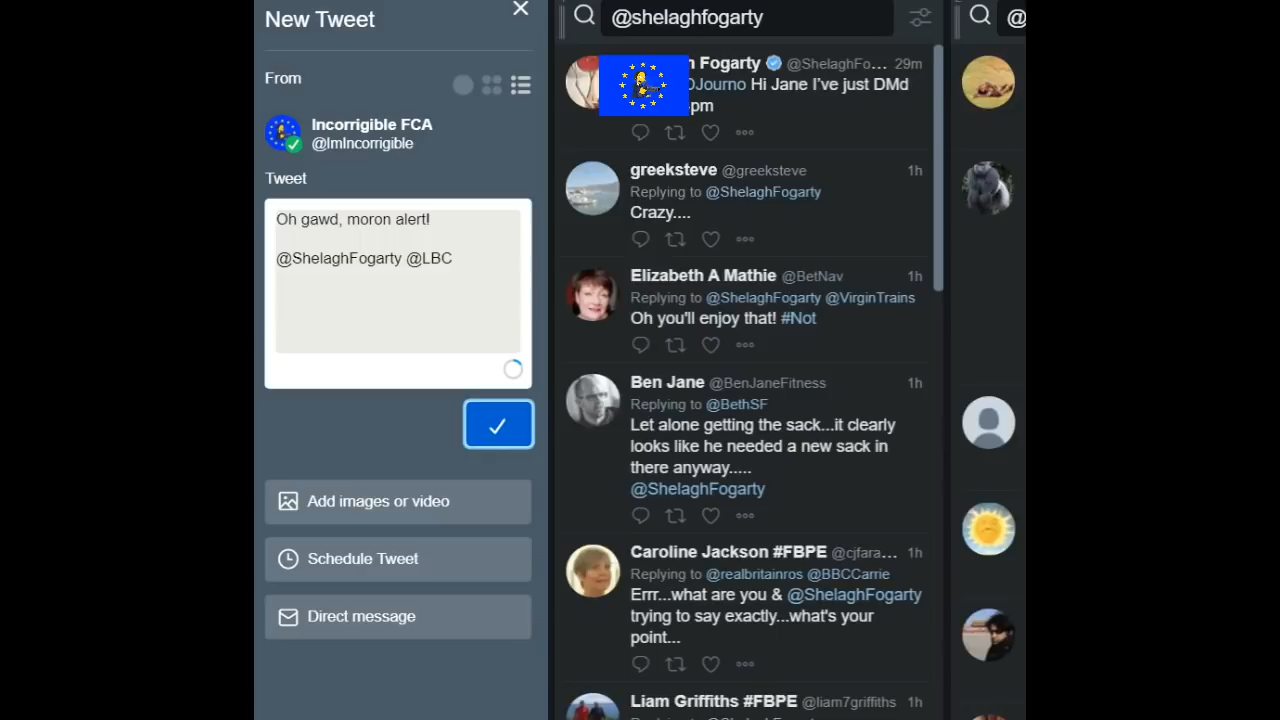 New Tweet
From
Incorrigible FCA
@ImIncorrigible
Tweet
Oh gawd, moron alert!
@ShelaghFogarty @LBC
Add images or video
Schedule Tweet
Direct message
@shelaghfogarty
Fogarty @ShelaghFo... 29m
DJourno Hi Jane I've just DMd
pm
greeksteve @greeksteve 1h
Replying to @ShelaghFogarty
Crazy....
Elizabeth A Mathie @BetNav 1h
Replying to @ShelaghFogarty @VirginTrains
Oh you'll enjoy that! #Not
Ben Jane @BenJaneFitness 1h
Replying to @BethSF
Let alone getting the sack...it clearly
looks like he needed a new sack in
there anyway.....
@ShelaghFogarty
Caroline Jackson #FBPE @cjfara... 1h
Replying to @realbritainros @BBCCarrie
Errr...what are you & @ShelaghFogarty
trying to say exactly...what's your
point...
Liam Griffiths #FBPE @liam7griffiths 1h
@